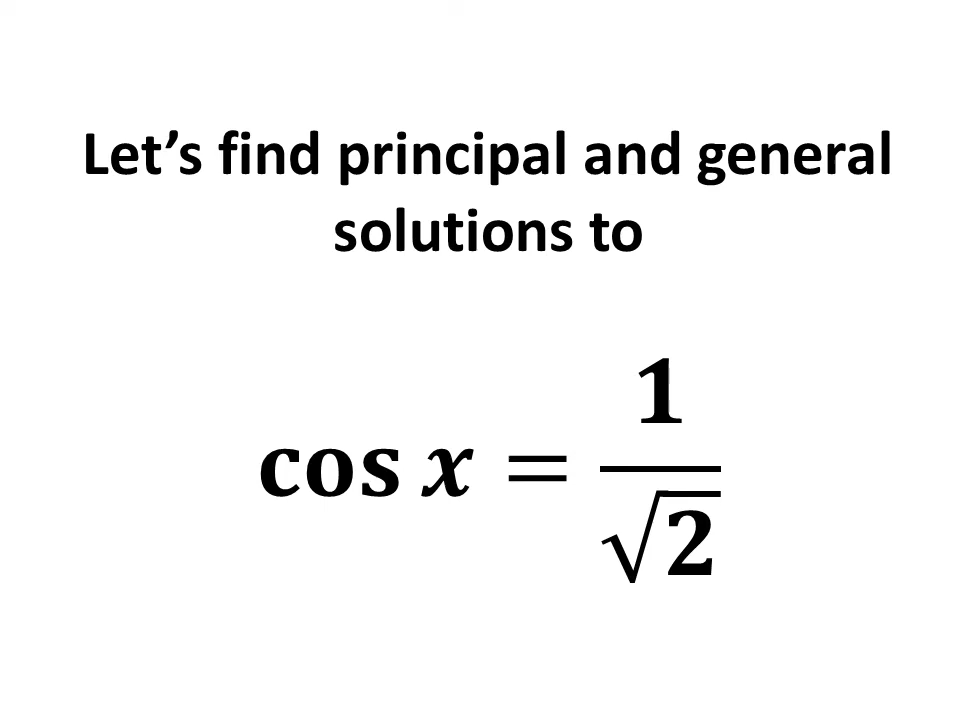 Let’s find principal and general
solutions to
cos x = 1/√2